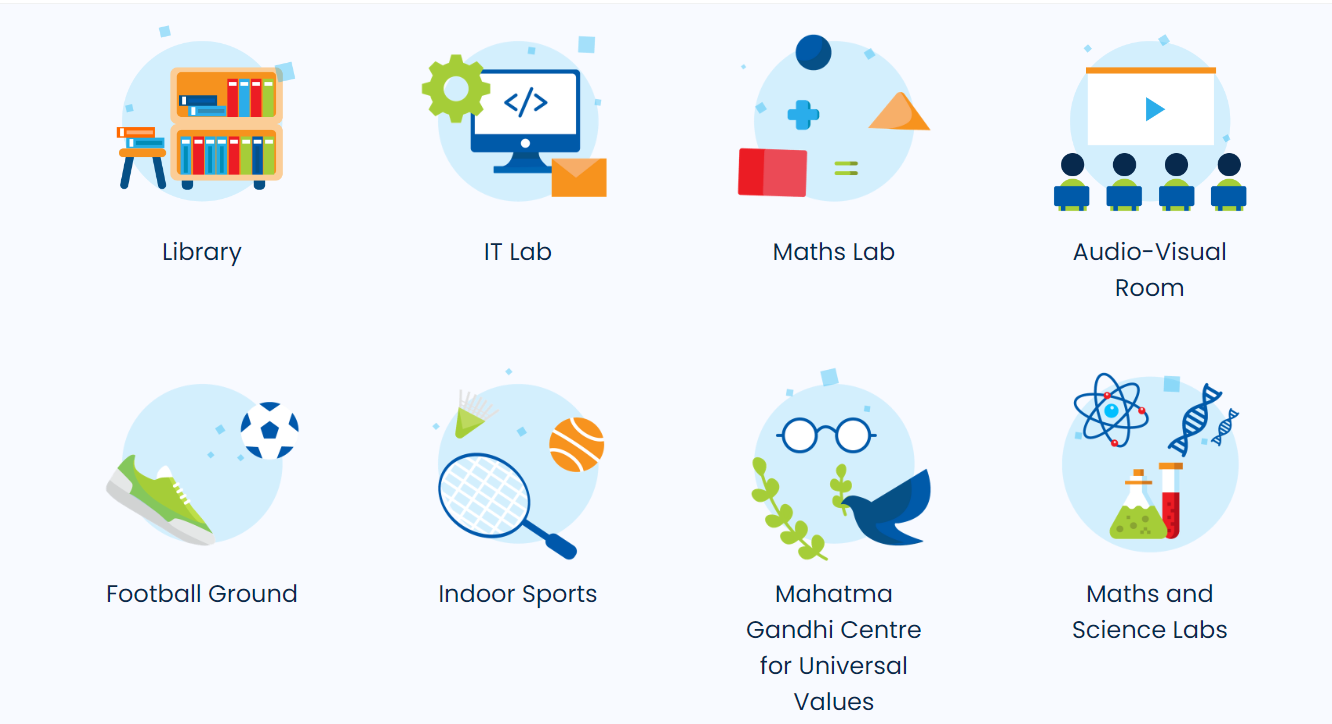 Library
IT Lab
Maths Lab
Audio-Visual
Room
Football Ground
Indoor Sports
Mahatma
Gandhi Centre
for Universal
Values
Maths and
Science Labs